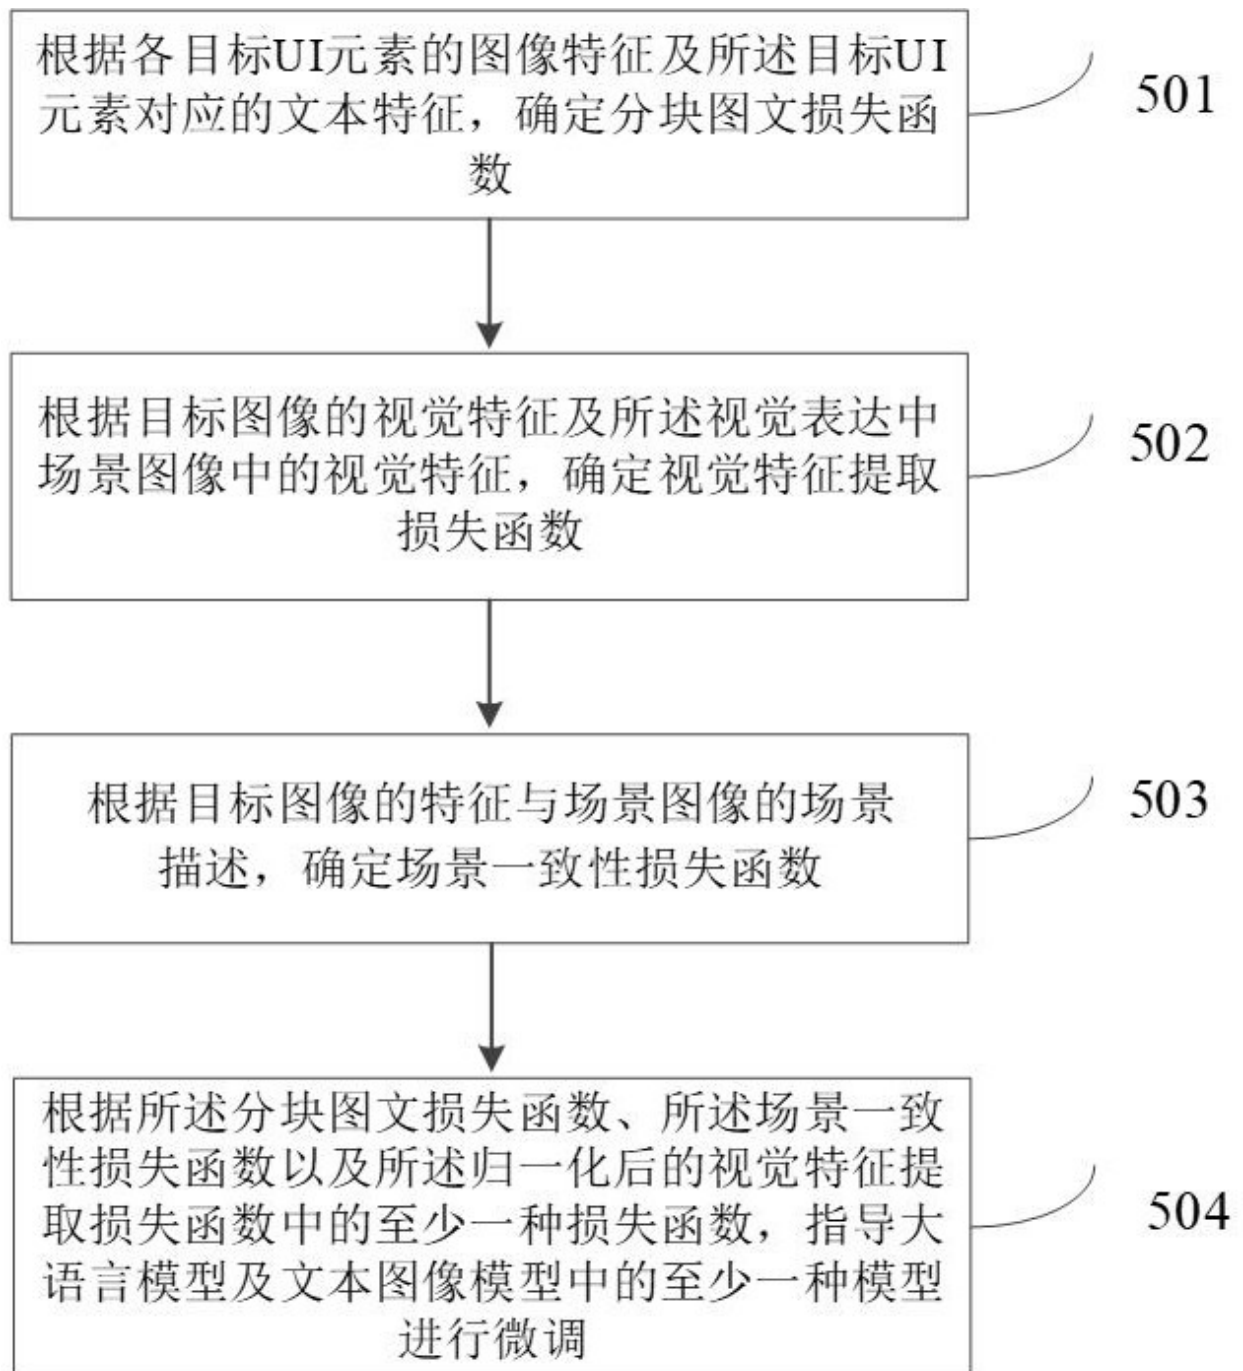 根据各目标UI元素的图像特征及所述目标UI
元素对应的文本特征，确定分块图文损失函
数
501
根据目标图像的视觉特征及所述视觉表达中
场景图像中的视觉特征，确定视觉特征提取
损失函数
502
根据目标图像的特征与场景图像的场景
描述，确定场景一致性损失函数
503
根据所述分块图文损失函数、所述场景一致
性损失函数以及所述归一化后的视觉特征提
取损失函数中的至少一种损失函数，指导大
语言模型及文本图像模型中的至少一种模型
进行微调
504